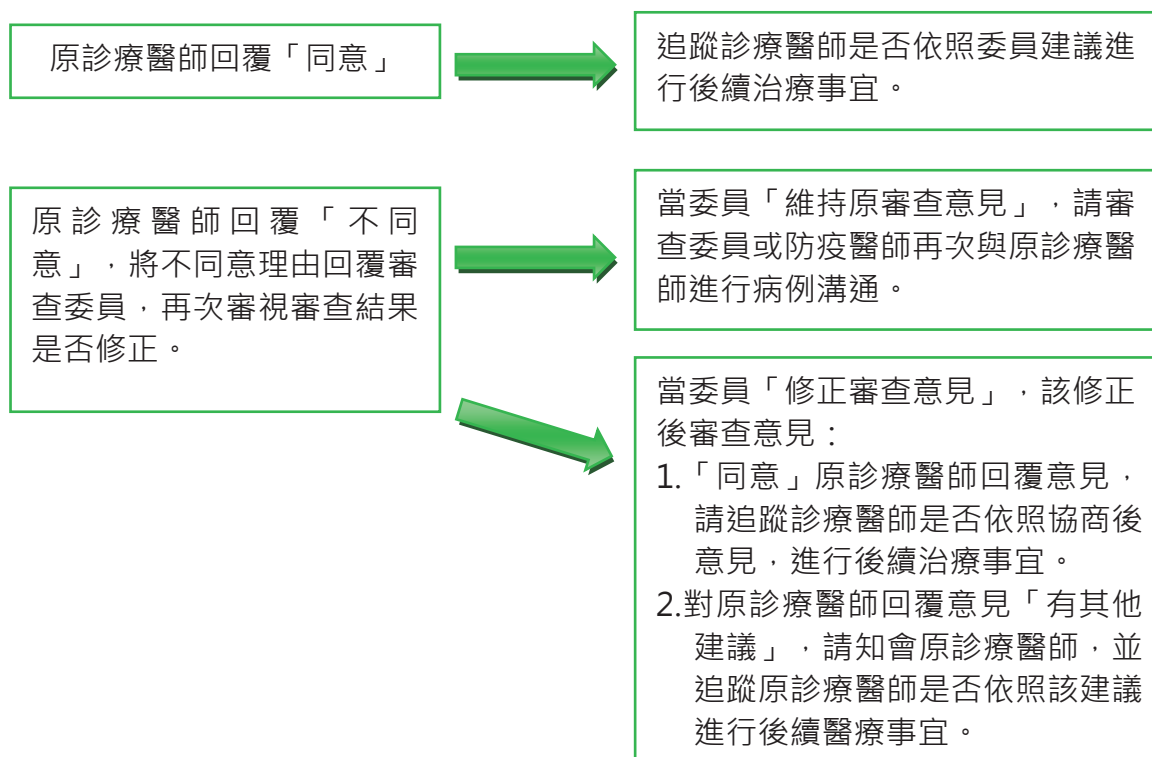 原診療醫師回覆「同意」
追蹤診療醫師是否依照委員建議進
行後續治療事宜。
原診療醫師回覆「不同
意」，將不同意理由回覆審
查委員，再次審視審查結果
是否修正。
當委員「維持原審查意見」，請審
查委員或防疫醫師再次與原診療醫
師進行病例溝通。
當委員「修正審查意見」，該修正
後審查意見：
1.「同意」原診療醫師回覆意見，
請追蹤診療醫師是否依照協商後
意見，進行後續治療事宜。
2.對原診療醫師回覆意見「有其他
建議」，請知會原診療醫師，並
追蹤原診療醫師是否依照該建議
進行後續醫療事宜。